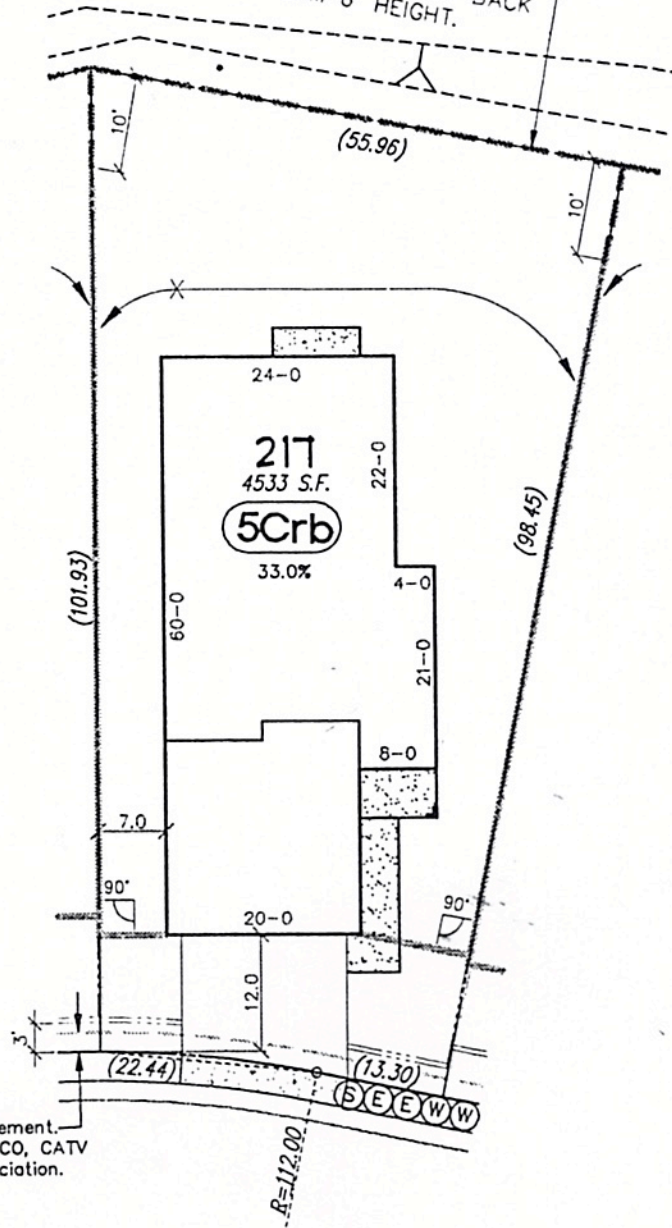 BACK
8' HEIGHT.
(55.96)
10'
10'
24-0
217
4533 S.F.
22-0
5Crb
33.0%
(98.45)
4-0
(101.93)
60-0
21-0
8-0
7.0
90°
90°
20-0
12.0
3'
(22.44)
(13.30)
S E E W W
ement.
CO, CATV
ciation.
R=112.00